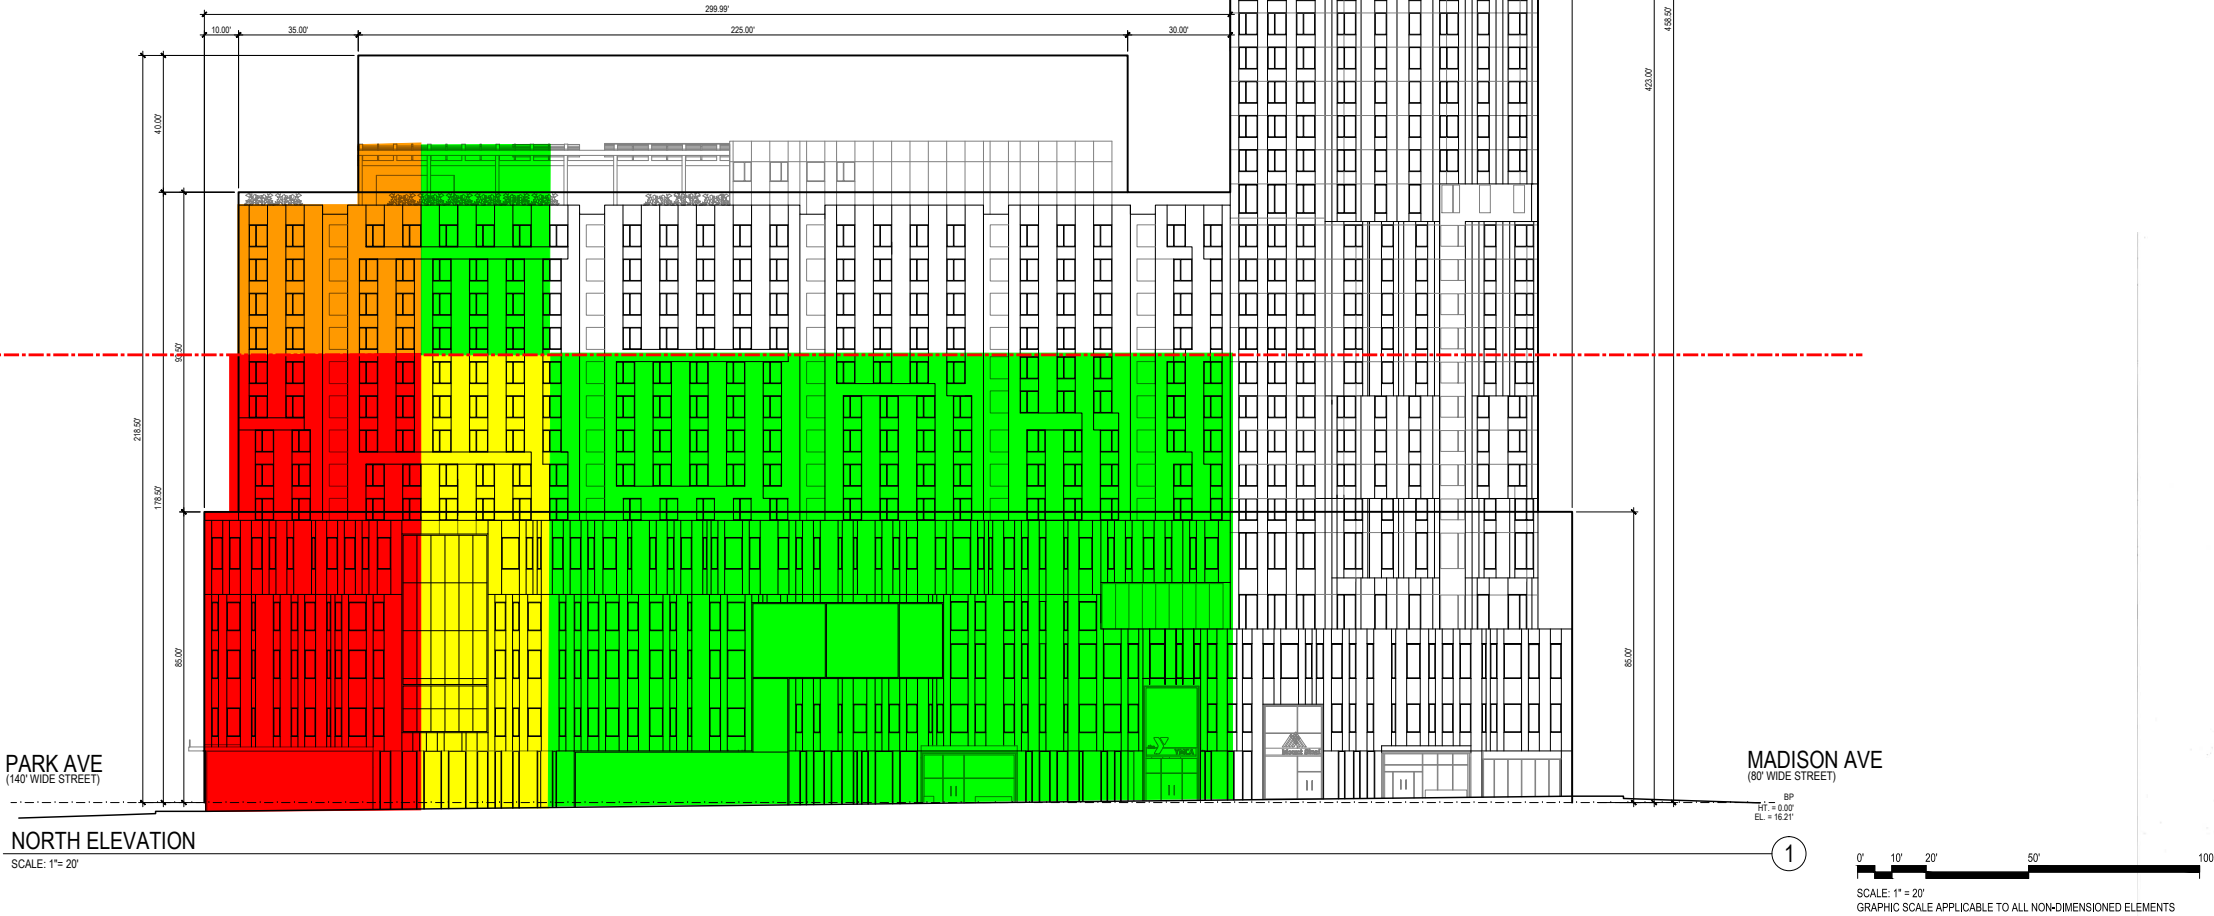 299.99'
10.00'
35.00'
225.00'
30.00'
458.50'
423.00'
40.00'
93.50'
218.50'
178.50'
85.00'
85.00'
YMCA
Mount Sinai
PARK AVE
(140' WIDE STREET)
MADISON AVE
(80' WIDE STREET)
BP
HT. = 0.00'
EL. = 16.21'
NORTH ELEVATION
SCALE: 1"= 20'
1
0' 10' 20' 50' 100
SCALE: 1" = 20'
GRAPHIC SCALE APPLICABLE TO ALL NON-DIMENSIONED ELEMENTS